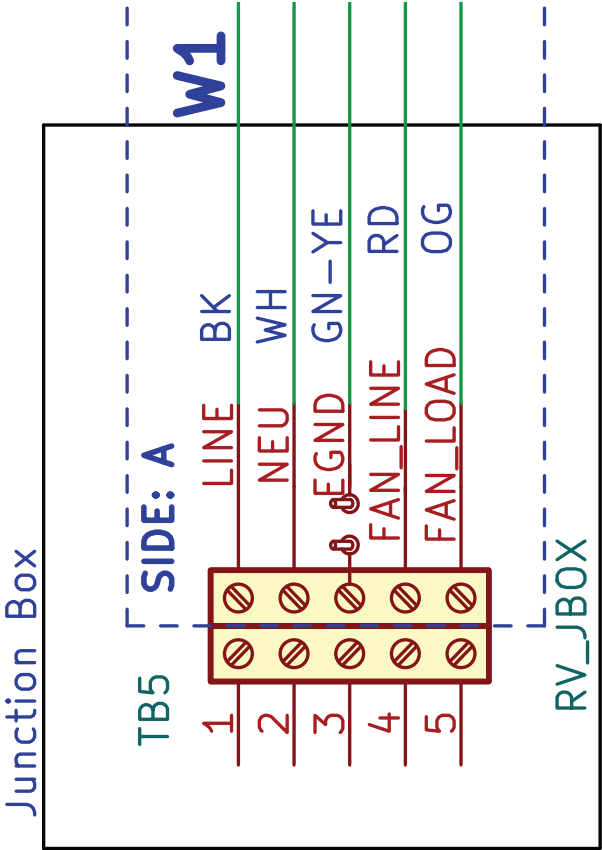 W1
BK
WH
GN-YE
RD
OG
LINE
NEU
EGND
FAN_LINE
FAN_LOAD
SIDE: A
Junction Box
TB5
RV_JBOX
1
2
3
4
5